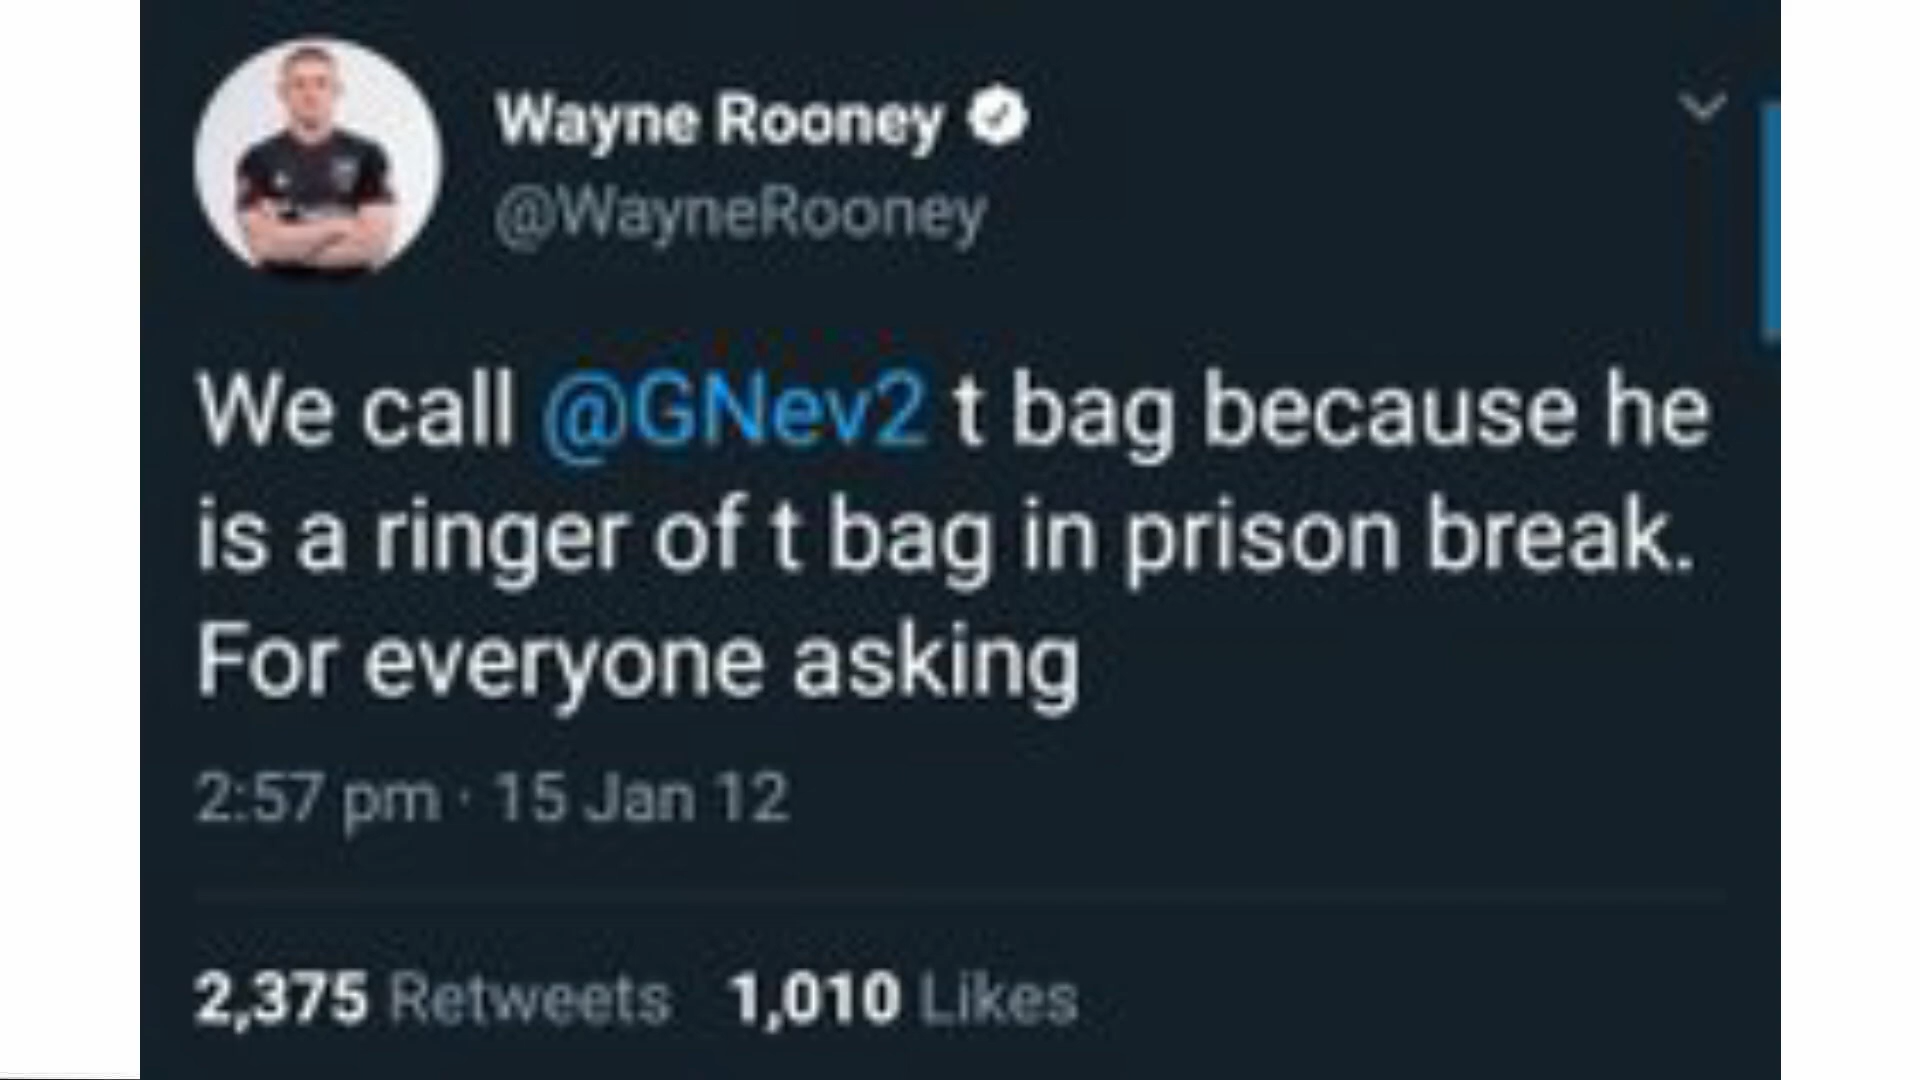 Wayne Rooney
@WayneRooney
We call @GNev2 t bag because he
is a ringer of t bag in prison break.
For everyone asking
2:57 pm · 15 Jan 12
2,375 Retweets 1,010 Likes